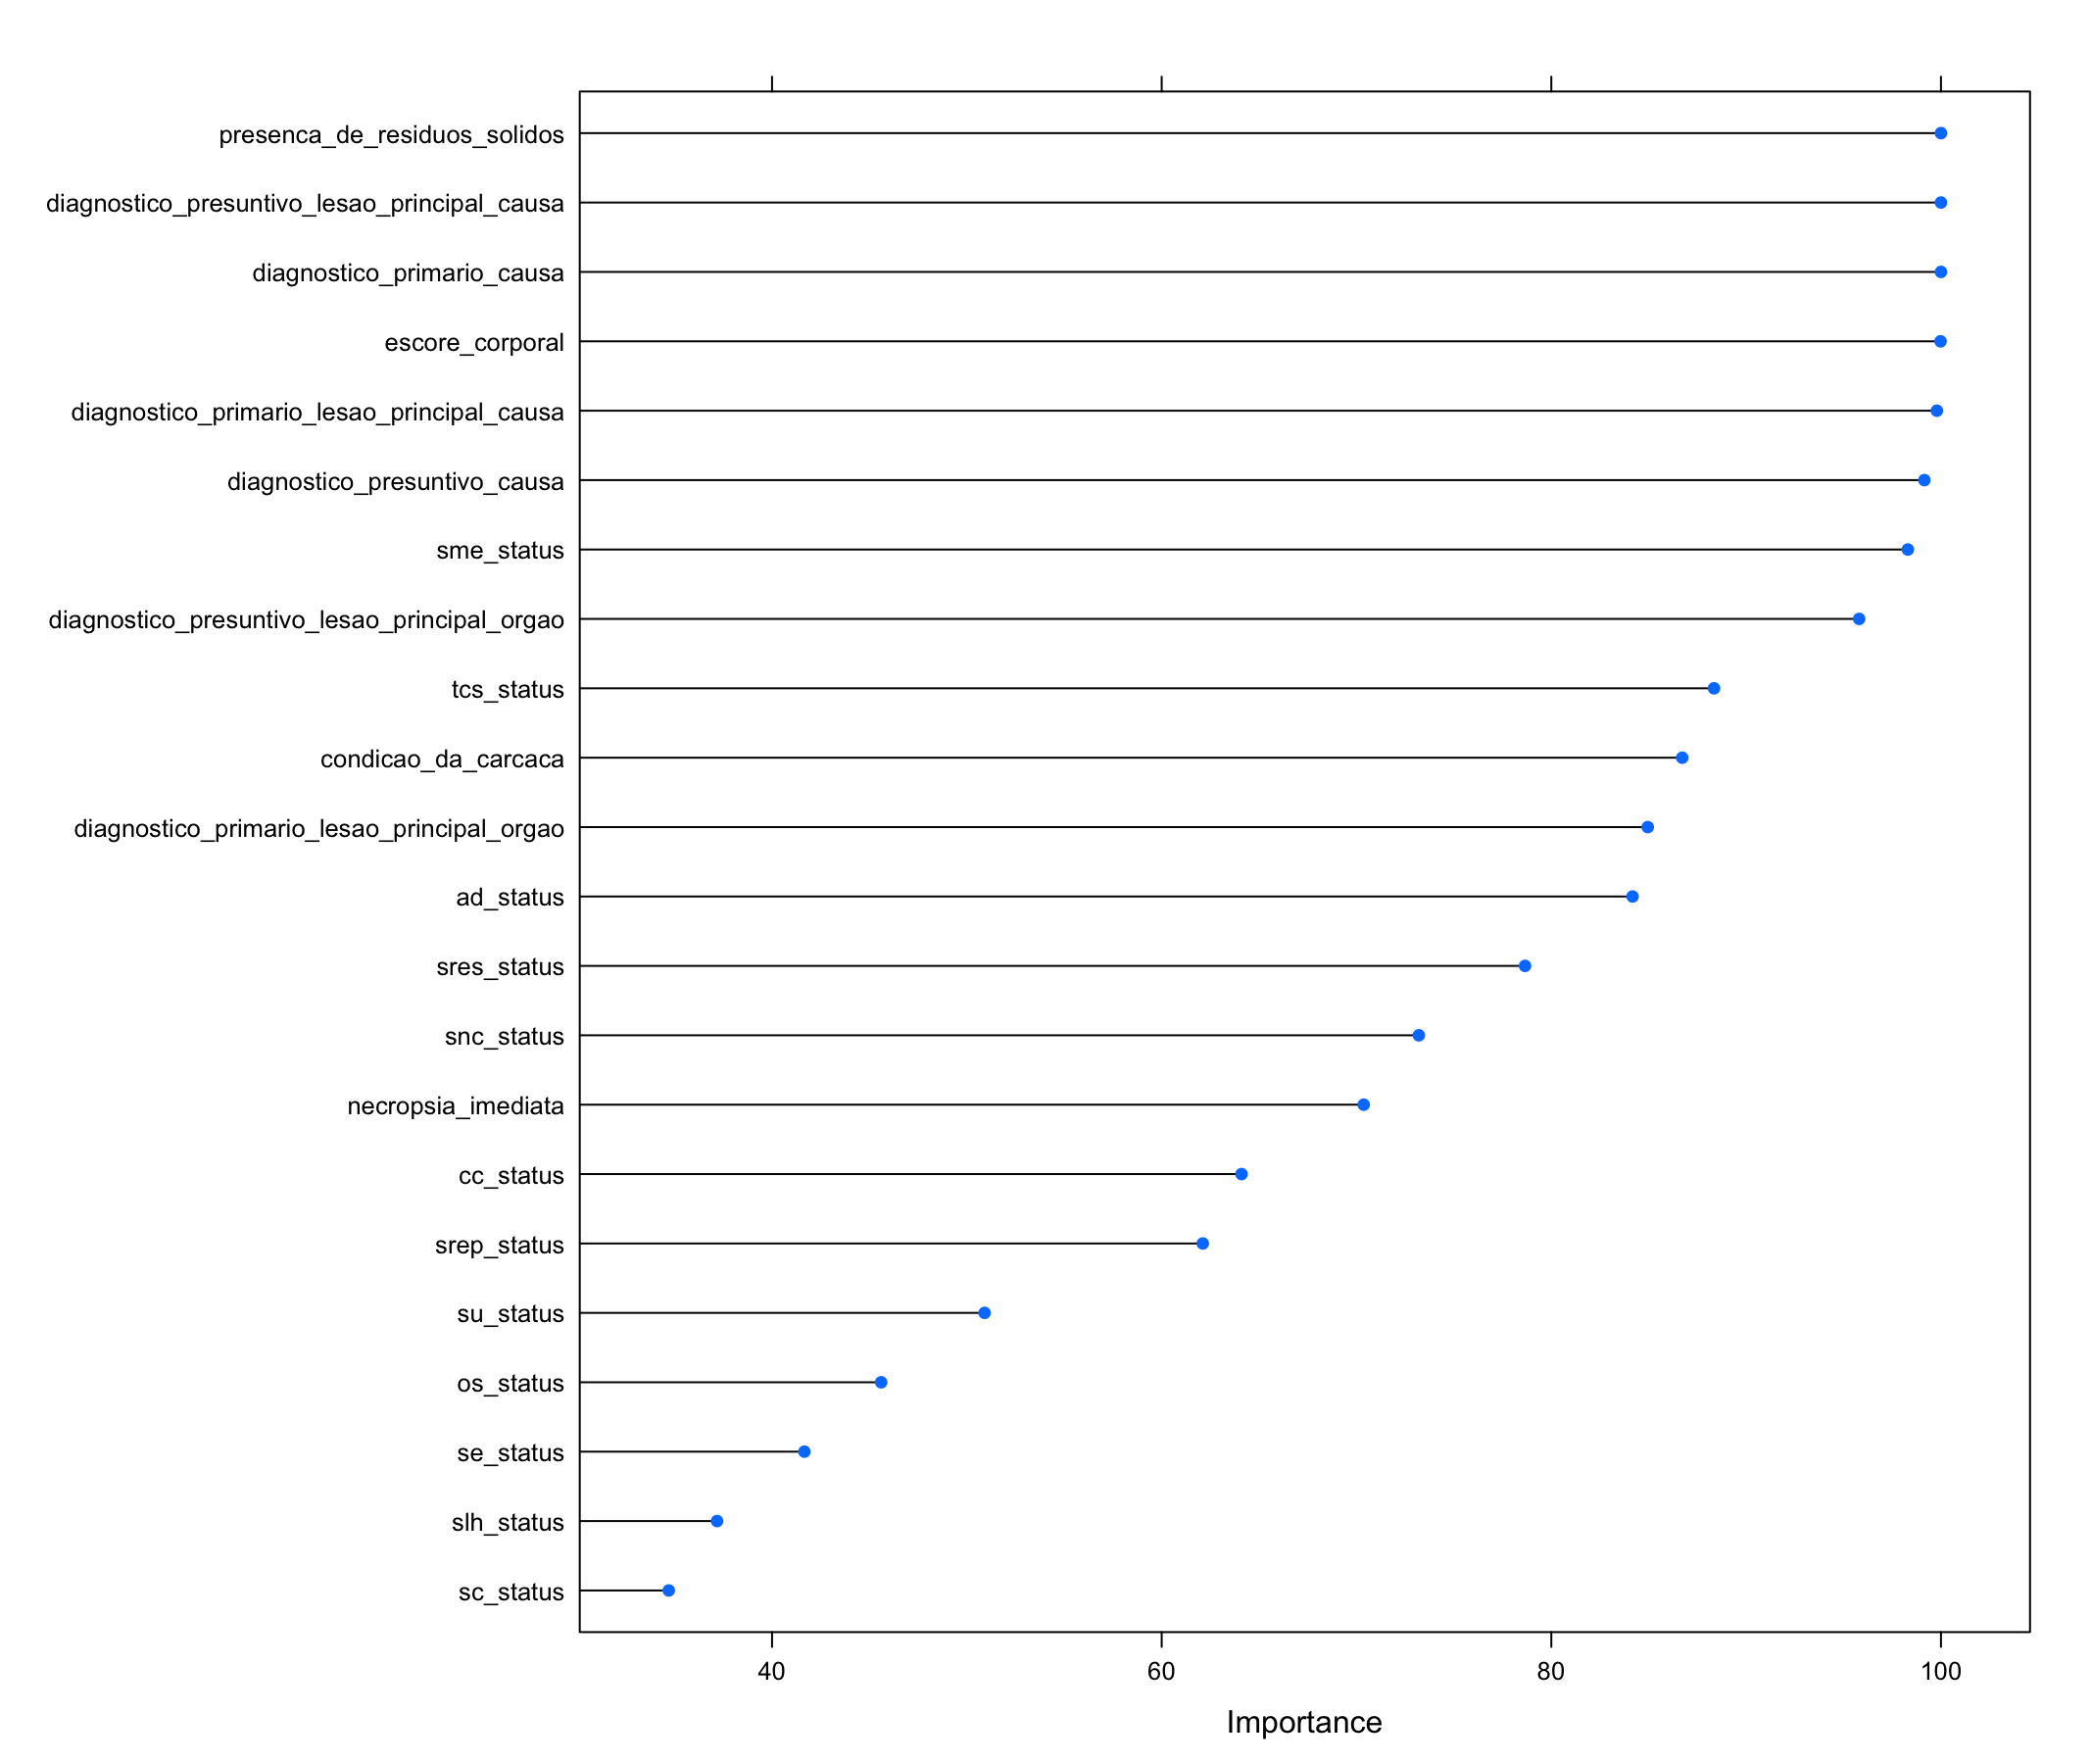 presenca_de_residuos_solidos
diagnostico_presuntivo_lesao_principal_causa
diagnostico_primario_causa
escore_corporal
diagnostico_primario_lesao_principal_causa
diagnostico_presuntivo_causa
sme_status
diagnostico_presuntivo_lesao_principal_orgao
tcs_status
condicao_da_carcaca
diagnostico_primario_lesao_principal_orgao
ad_status
sres_status
snc_status
necropsia_imediata
cc_status
srep_status
su_status
os_status
se_status
slh_status
sc_status
40 60 80 100
Importance